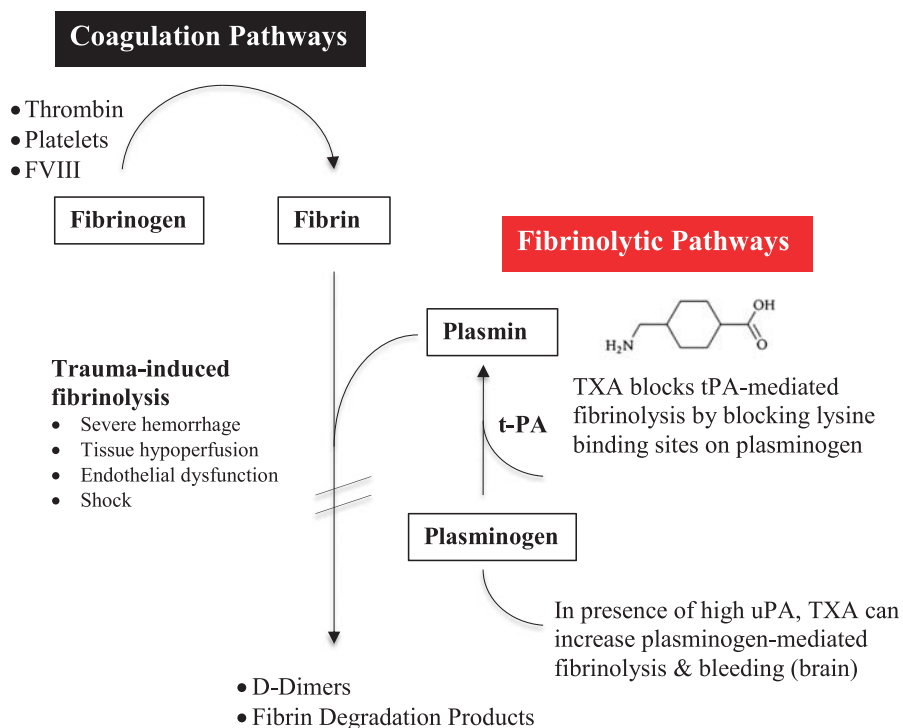 Coagulation Pathways
• Thrombin
• Platelets
• FVIII
Fibrinogen
Fibrin
Fibrinolytic Pathways
Plasmin
OH
O
H₂N
Trauma-induced
fibrinolysis
• Severe hemorrhage
• Tissue hypoperfusion
• Endothelial dysfunction
• Shock
t-PA
TXA blocks tPA-mediated
fibrinolysis by blocking lysine
binding sites on plasminogen
Plasminogen
In presence of high uPA, TXA can
increase plasminogen-mediated
fibrinolysis & bleeding (brain)
• D-Dimers
• Fibrin Degradation Products